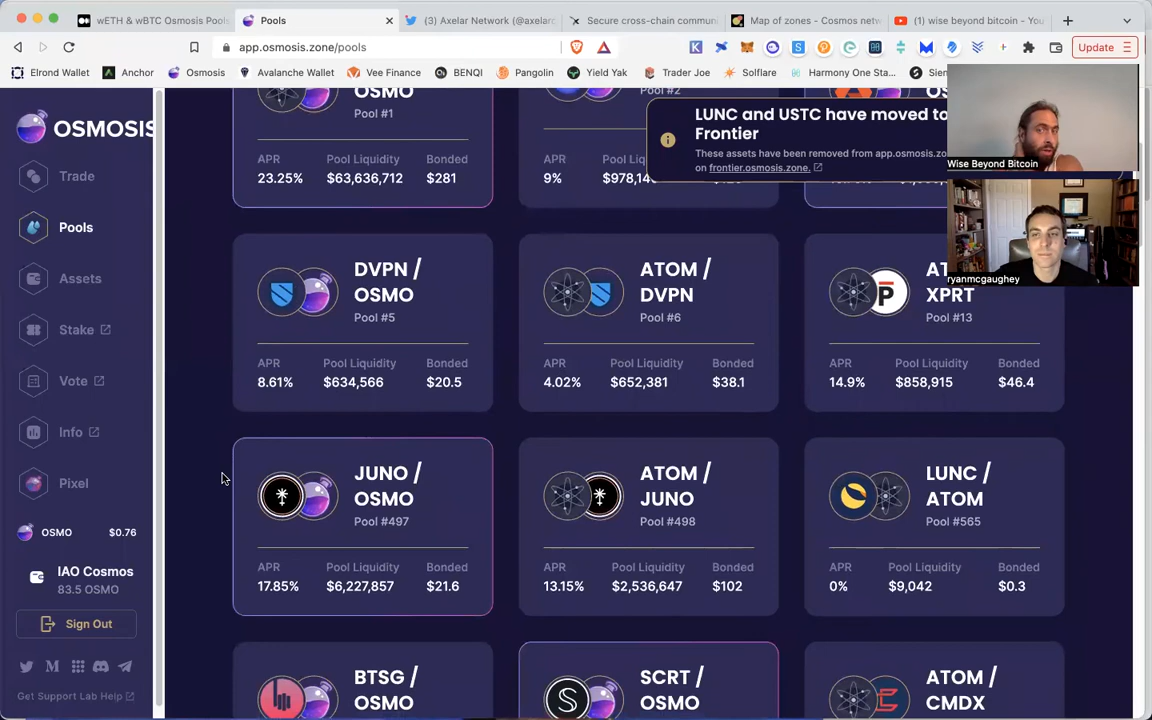 wETH & wBTC Osmosis Pools
Pools
(3) Axelar Network (@axelarc
Secure cross-chain commun
Map of zones - Cosmos netw
(1) wise beyond bitcoin - You
app.osmosis.zone/pools
Update
Elrond Wallet
Anchor
Osmosis
Avalanche Wallet
Vee Finance
BENQI
Pangolin
Yield Yak
Trader Joe
Solflare
Harmony One Sta...
Sien
OSMOSIS
Trade
Pools
Assets
Stake
Vote
Info
Pixel
OSMO $0.76
IAO Cosmos
83.5 OSMO
Sign Out
Get Support Lab Help
OSMO
Pool #1
APR Pool Liquidity Bonded
23.25% $63,636,712 $281
Pool #2
APR Pool Liquidity
9% $978,14
LUNC and USTC have moved to
Frontier
These assets have been removed from app.osmosis.zo
on frontier.osmosis.zone.
Wise Beyond Bitcoin
ryanmcgaughey
DVPN /
OSMO
Pool #5
APR Pool Liquidity Bonded
8.61% $634,566 $20.5
ATOM /
DVPN
Pool #6
APR Pool Liquidity Bonded
4.02% $652,381 $38.1
AT
XPRT
Pool #13
APR Pool Liquidity Bonded
14.9% $858,915 $46.4
JUNO /
OSMO
Pool #497
APR Pool Liquidity Bonded
17.85% $6,227,857 $21.6
ATOM /
JUNO
Pool #498
APR Pool Liquidity Bonded
13.15% $2,536,647 $102
LUNC /
ATOM
Pool #565
APR Pool Liquidity Bonded
0% $9,042 $0.3
BTSG /
OSMO
SCRT /
OSMO
ATOM /
CMDX